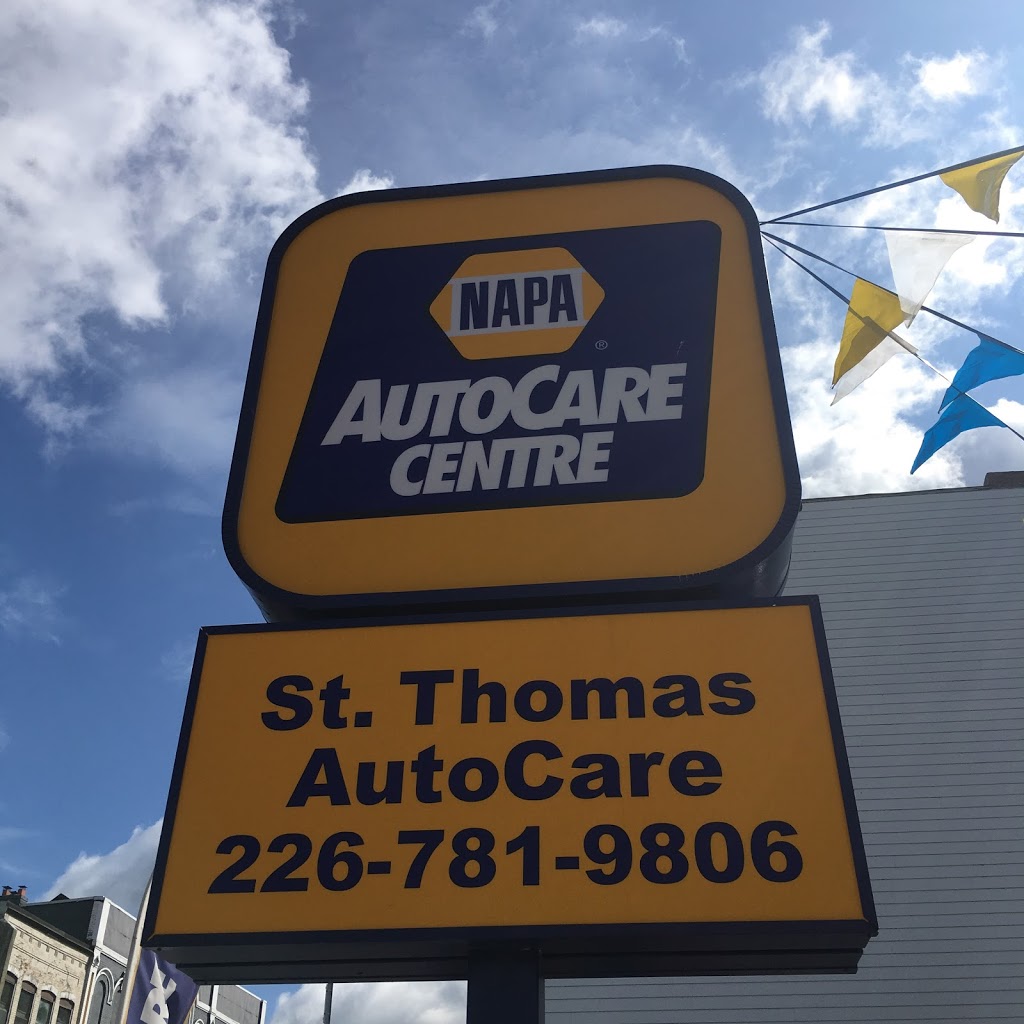 NAPA
®
AUTOCARE
CENTRE
St. Thomas
AutoCare
226-781-9806